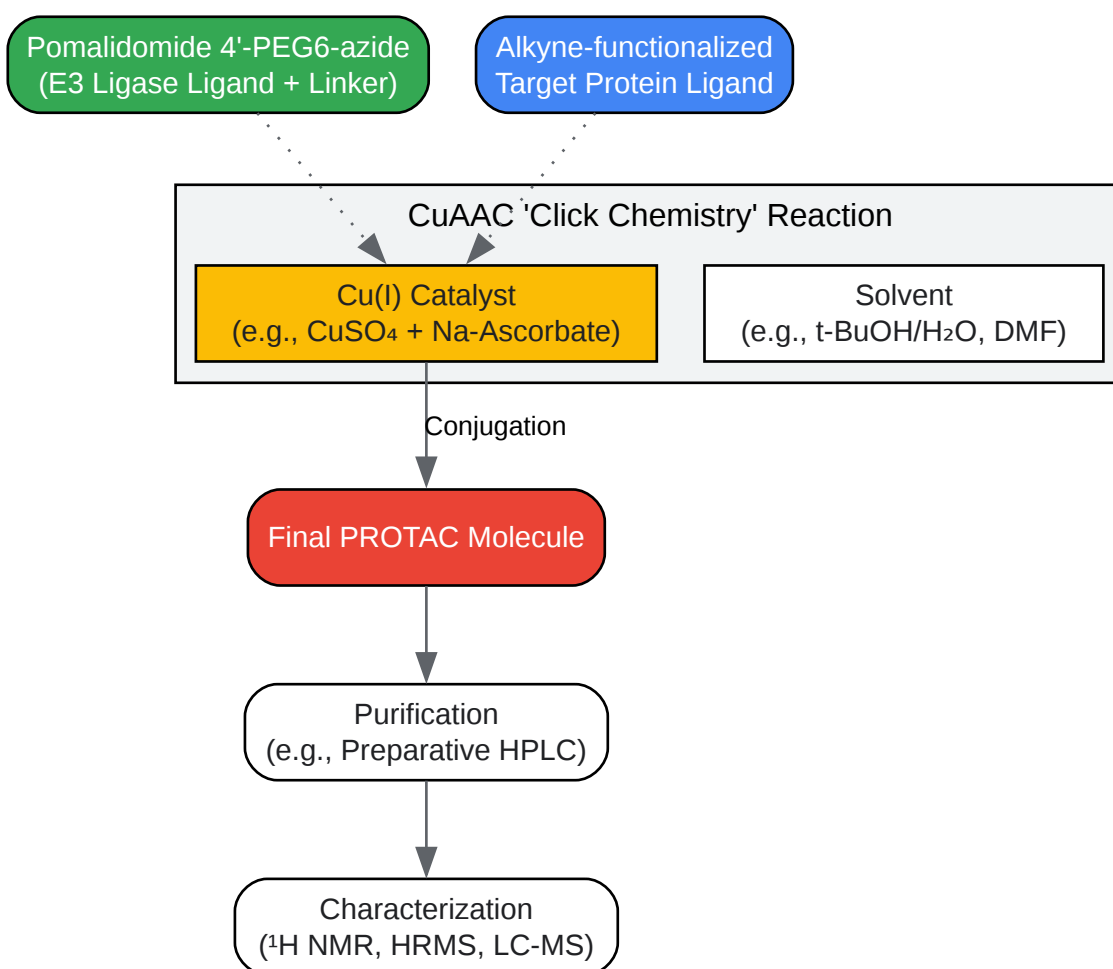 Pomalidomide 4'-PEG6-azide
(E3 Ligase Ligand + Linker)
Alkyne-functionalized
Target Protein Ligand
CuAAC 'Click Chemistry' Reaction
Cu(I) Catalyst
(e.g., CuSO₄ + Na-Ascorbate)
Solvent
(e.g., t-BuOH/H₂O, DMF)
Conjugation
Final PROTAC Molecule
Purification
(e.g., Preparative HPLC)
Characterization
(¹H NMR, HRMS, LC-MS)